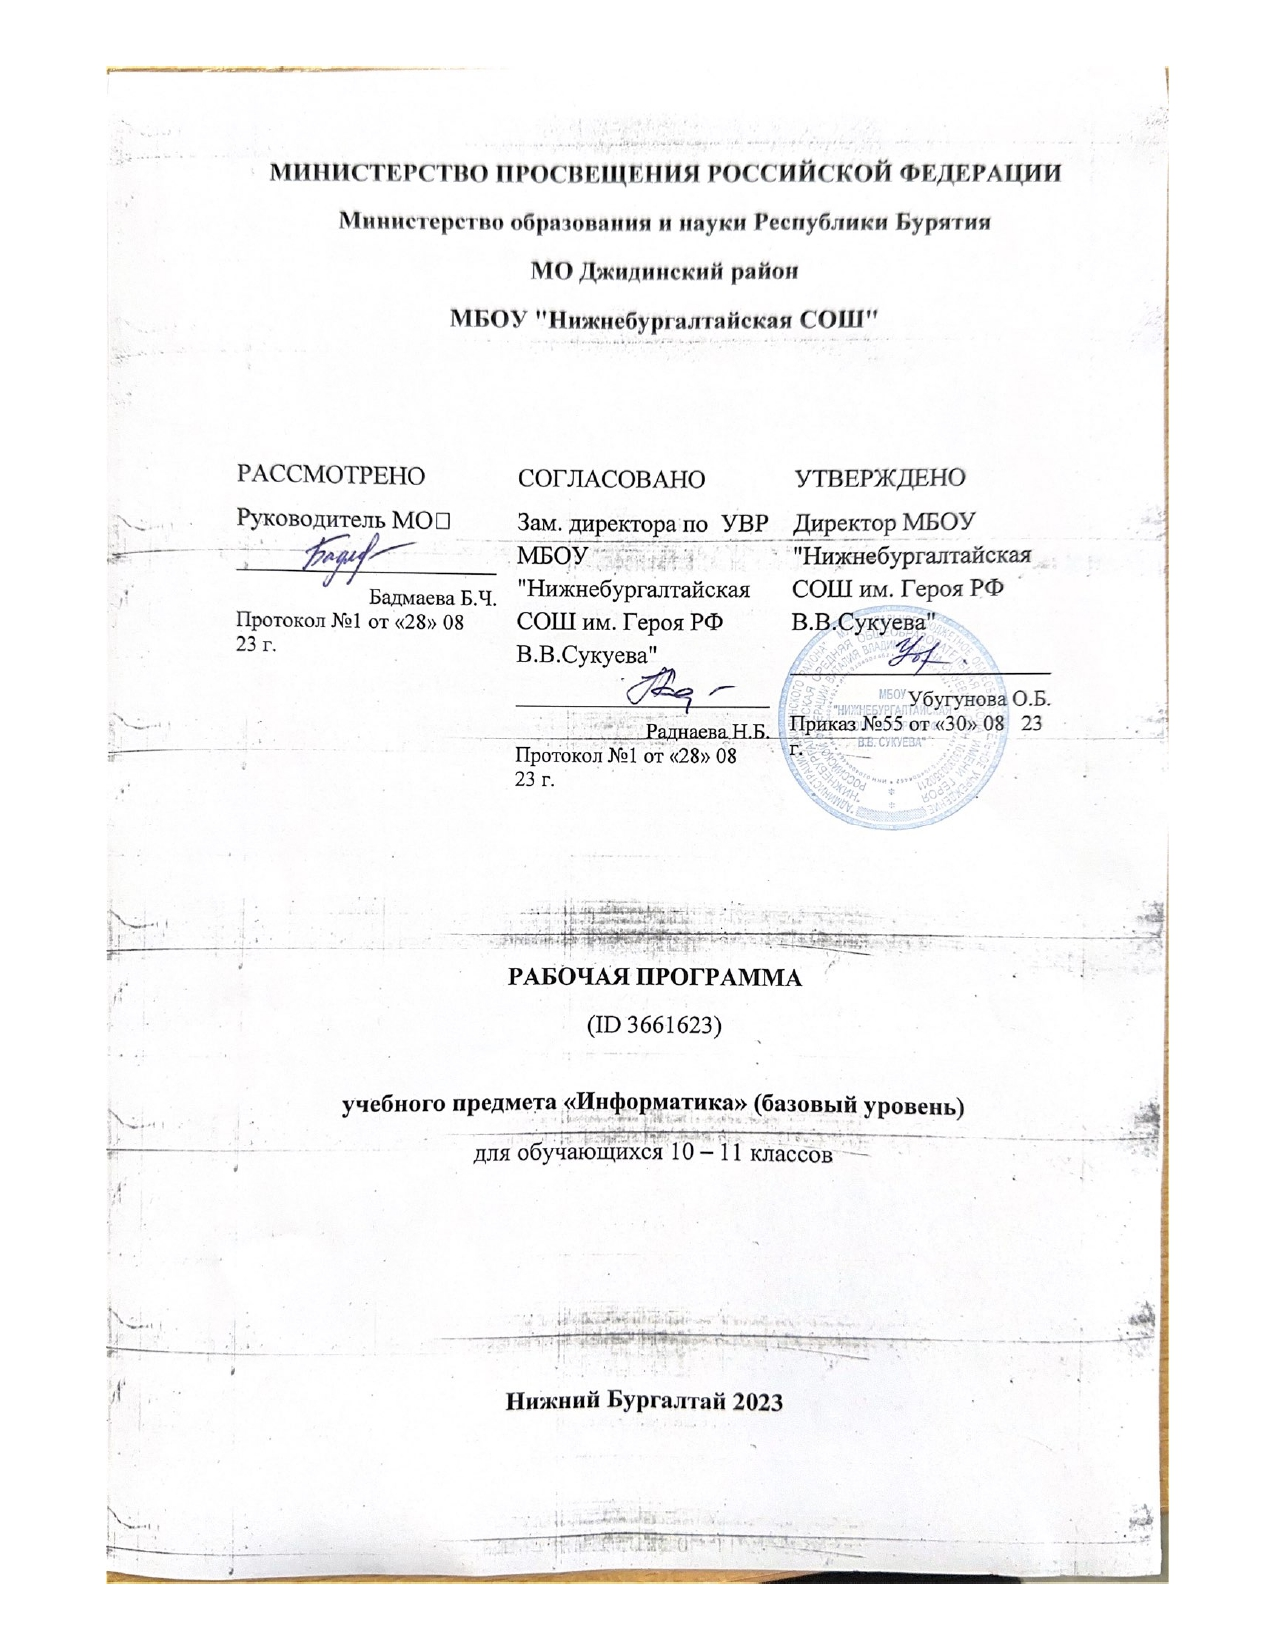 МИНИСТЕРСТВО ПРОСВЕЩЕНИЯ РОССИЙСКОЙ ФЕДЕРАЦИИ
Министерство образования и науки Республики Бурятия
МО Джидинский район
МБОУ "Нижнебургалтайская СОШ"
РАССМОТРЕНО
Руководитель МО
Бадмаева Б.Ч.
Протокол №1 от «28» 08
23 г.
СОГЛАСОВАНО
Зам. директора по УВР
МБОУ
"Нижнебургалтайская
СОШ им. Героя РФ
В.В.Сукуева"
Раднаева Н.Б.
Протокол №1 от «28» 08
23 г.
УТВЕРЖДЕНО
Директор МБОУ
"Нижнебургалтайская
СОШ им. Героя РФ
В.В.Сукуева"
Убугунова О.Б.
Приказ №55 от «30» 08 23
г.
МБОУ
"НИЖНЕБУРГАЛТАЙСКАЯ
В.В. СУКУЕВА"
РАБОЧАЯ ПРОГРАММА
(ID 3661623)
учебного предмета «Информатика» (базовый уровень)
для обучающихся 10 – 11 классов
Нижний Бургалтай 2023